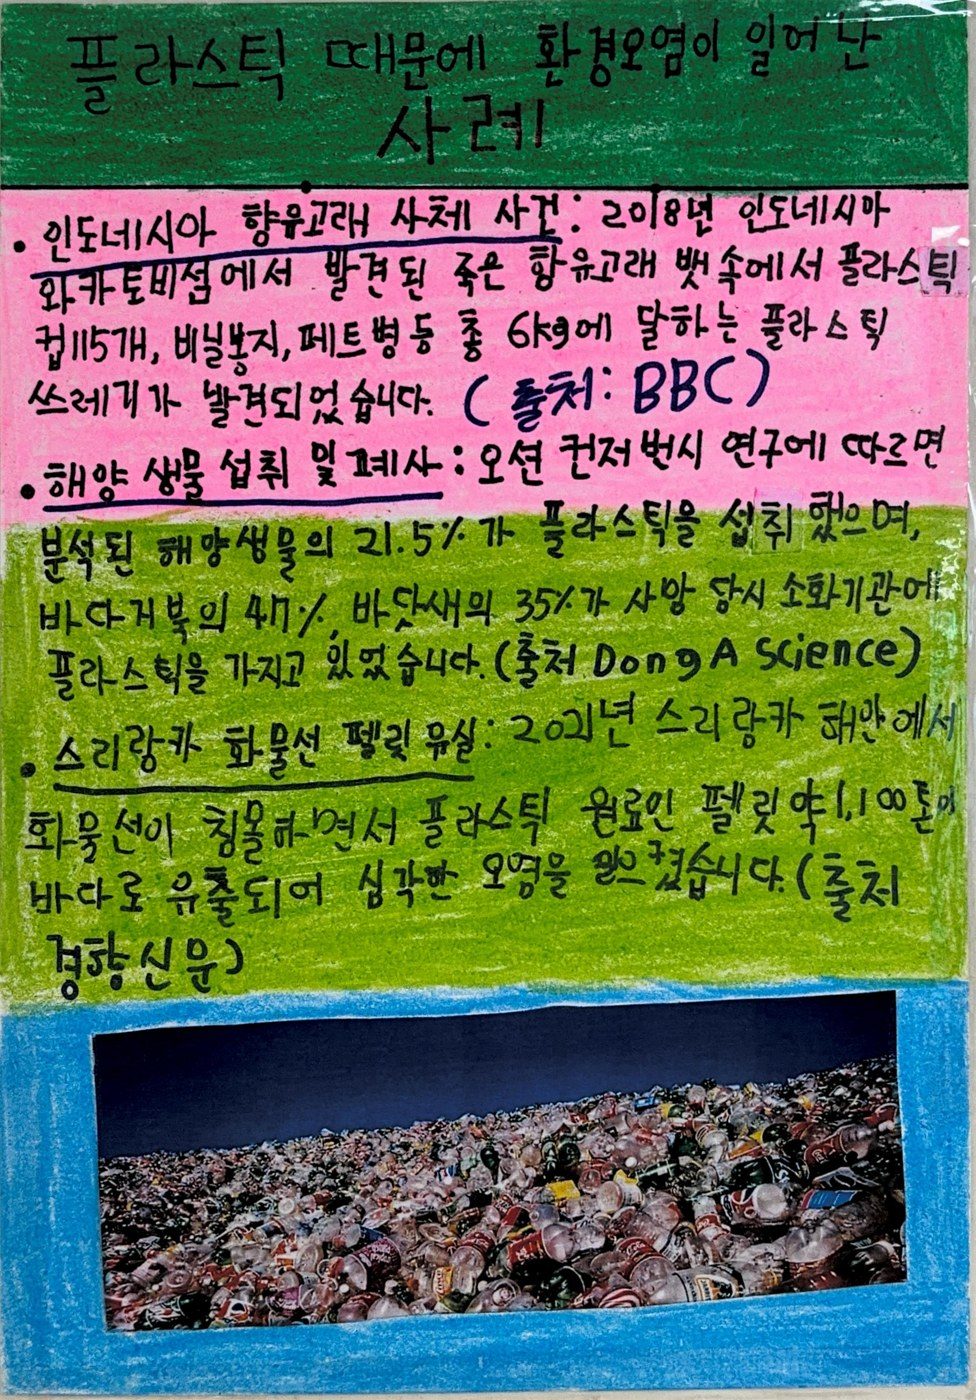 플라스틱 때문에 환경오염이 일어난
사례
• 인도네시아 향유고래 사체 사건: 2018년 인도네시아
와카토비섬에서 발견된 죽은 향유고래 뱃속에서 플라스틱
컵115개, 비닐봉지, 페트병 등 총 6kg에 달하는 플라스틱
쓰레기가 발견되었습니다. (출처: BBC)
• 해양 생물 섭취 및 폐사: 오션 컨저번시 연구에 따르면
분석된 해양생물의 21.5%가 플라스틱을 섭취했으며,
바다거북의 47%, 바닷새의 35%가 사망 당시 소화기관에
플라스틱을 가지고 있었습니다. (출처 Dong A Science)
• 스리랑카 화물선 펠릿 유실: 2021년 스리랑카 해안에서
화물선이 침몰하면서 플라스틱 원료인 펠릿 약 1,100톤이
바다로 유출되어 심각한 오염을 일으켰습니다. (출처
경향신문)